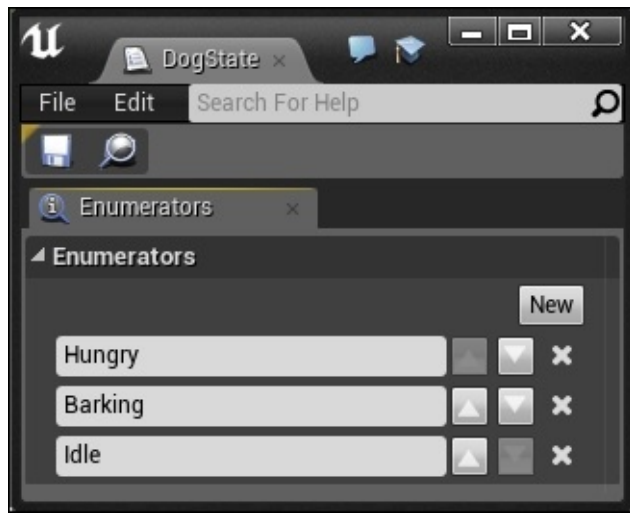 DogState
File Edit Search For Help
Enumerators
Enumerators
New
Hungry
Barking
Idle